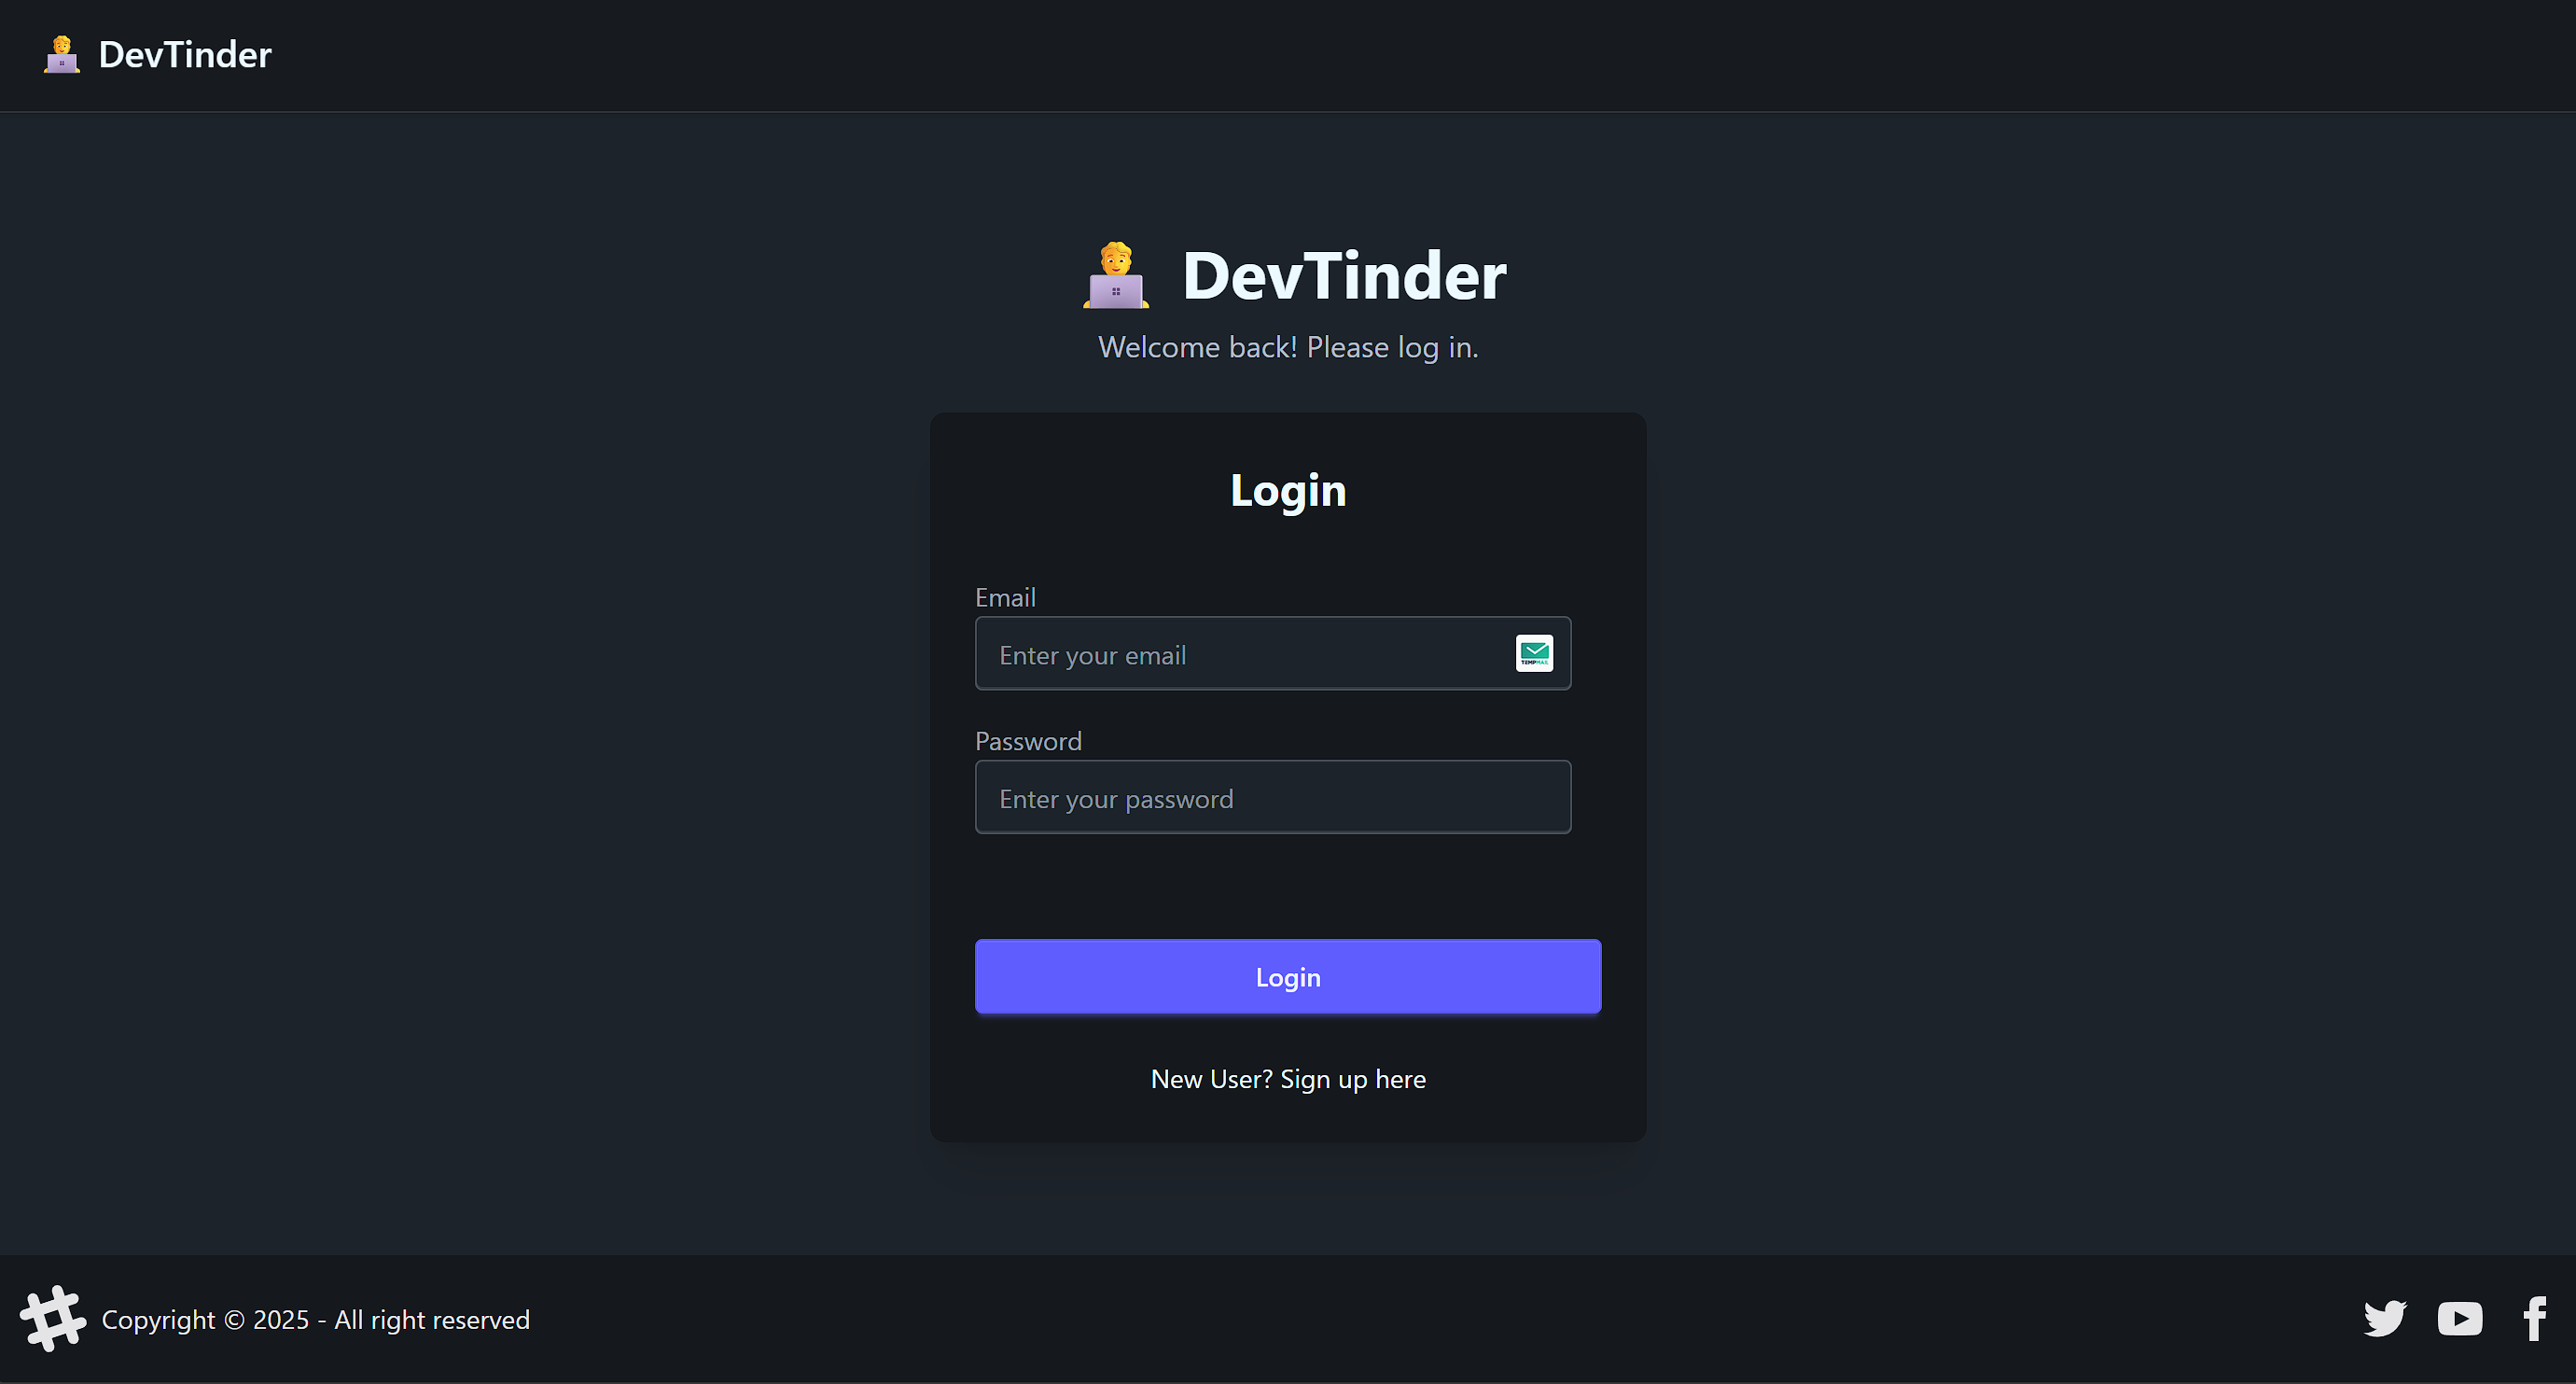 DevTinder
DevTinder
Welcome back! Please log in.
Login
Email
Enter your email
TEMPMAIL
Password
Enter your password
Login
New User? Sign up here
Copyright © 2025 - All right reserved